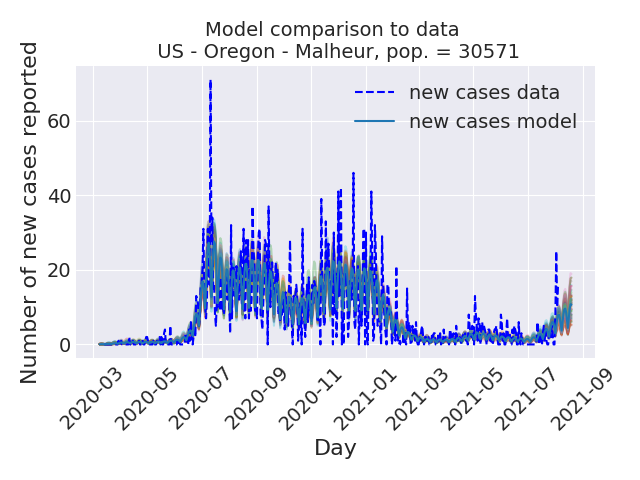 Model comparison to data
US - Oregon - Malheur, pop. = 30571
Number of new cases reported
60
40
20
0
new cases data
new cases model
2020-03
2020-05
2020-07
2020-09
2020-11
2021-01
2021-03
2021-05
2021-07
2021-09
Day